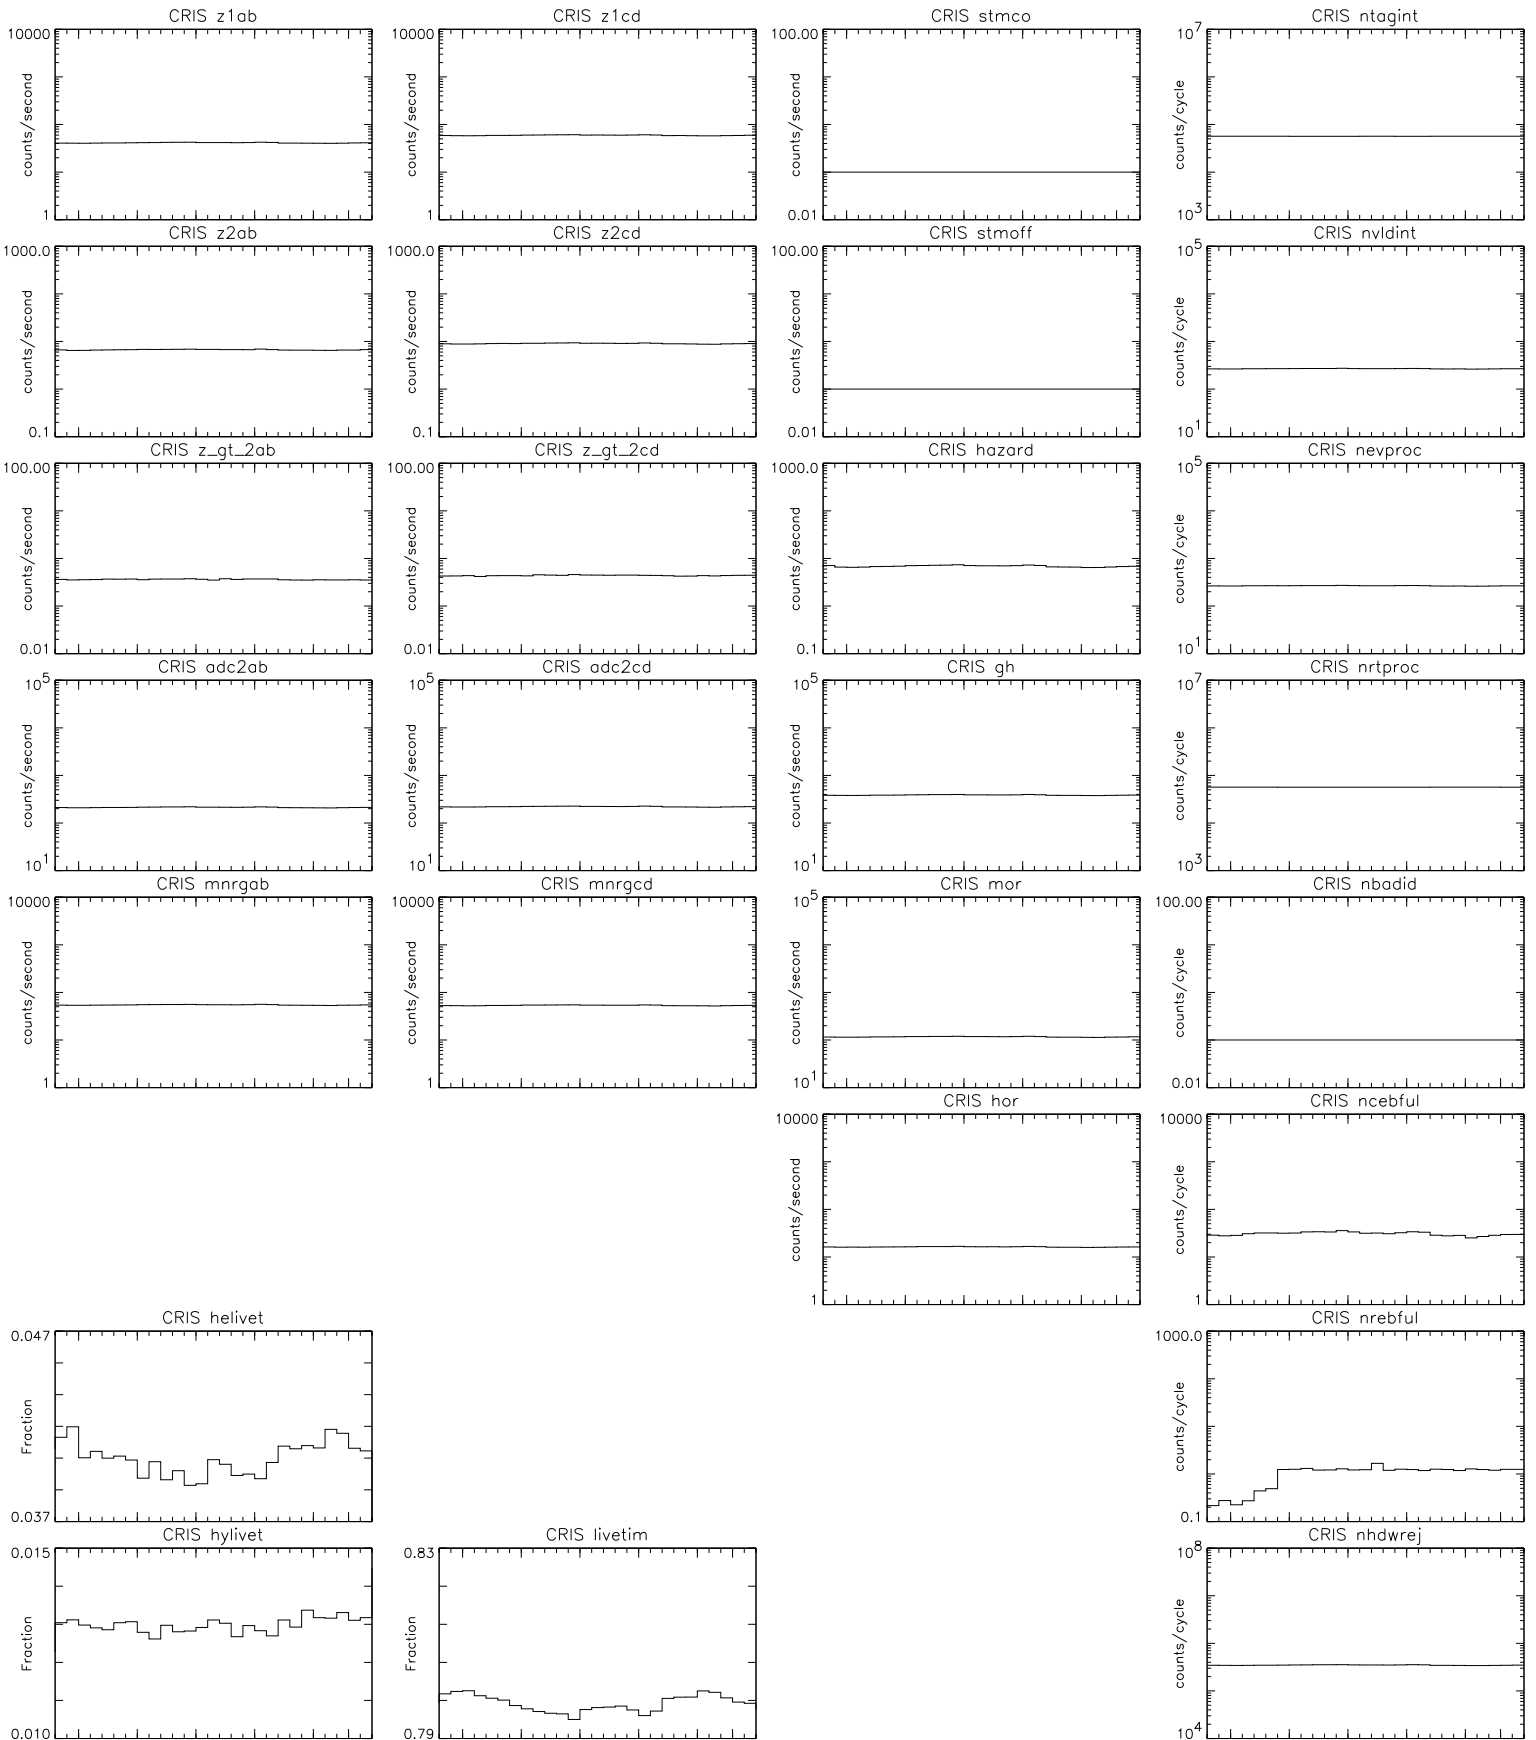 CRIS z1ab
10000
counts/second
1
CRIS z1cd
10000
counts/second
1
CRIS stmco
100.00
counts/second
0.01
CRIS ntagint
10^7
counts/cycle
10^3
CRIS z2ab
1000.0
counts/second
0.1
CRIS z2cd
1000.0
counts/second
0.1
CRIS stmoff
100.00
counts/second
0.01
CRIS nvldint
10^5
counts/cycle
10^1
CRIS z_gt_2ab
100.00
counts/second
0.01
CRIS z_gt_2cd
100.00
counts/second
0.01
CRIS hazard
1000.0
counts/second
0.1
CRIS nevproc
10^5
counts/cycle
10^1
CRIS adc2ab
10^5
counts/second
10^1
CRIS adc2cd
10^5
counts/second
10^1
CRIS gh
10^5
counts/second
10^1
CRIS nrtproc
10^7
counts/cycle
10^3
CRIS mnrgab
10000
counts/second
1
CRIS mnrgcd
10000
counts/second
1
CRIS mor
10^5
counts/second
10^1
CRIS nbadid
100.00
counts/cycle
0.01
CRIS hor
10000
counts/second
1
CRIS ncebful
10000
counts/cycle
1
CRIS helivet
0.047
Fraction
0.037
CRIS nrebful
1000.0
counts/cycle
0.1
CRIS hylivet
0.015
Fraction
0.010
CRIS livetim
0.83
Fraction
0.79
CRIS nhdwrej
10^8
counts/cycle
10^4